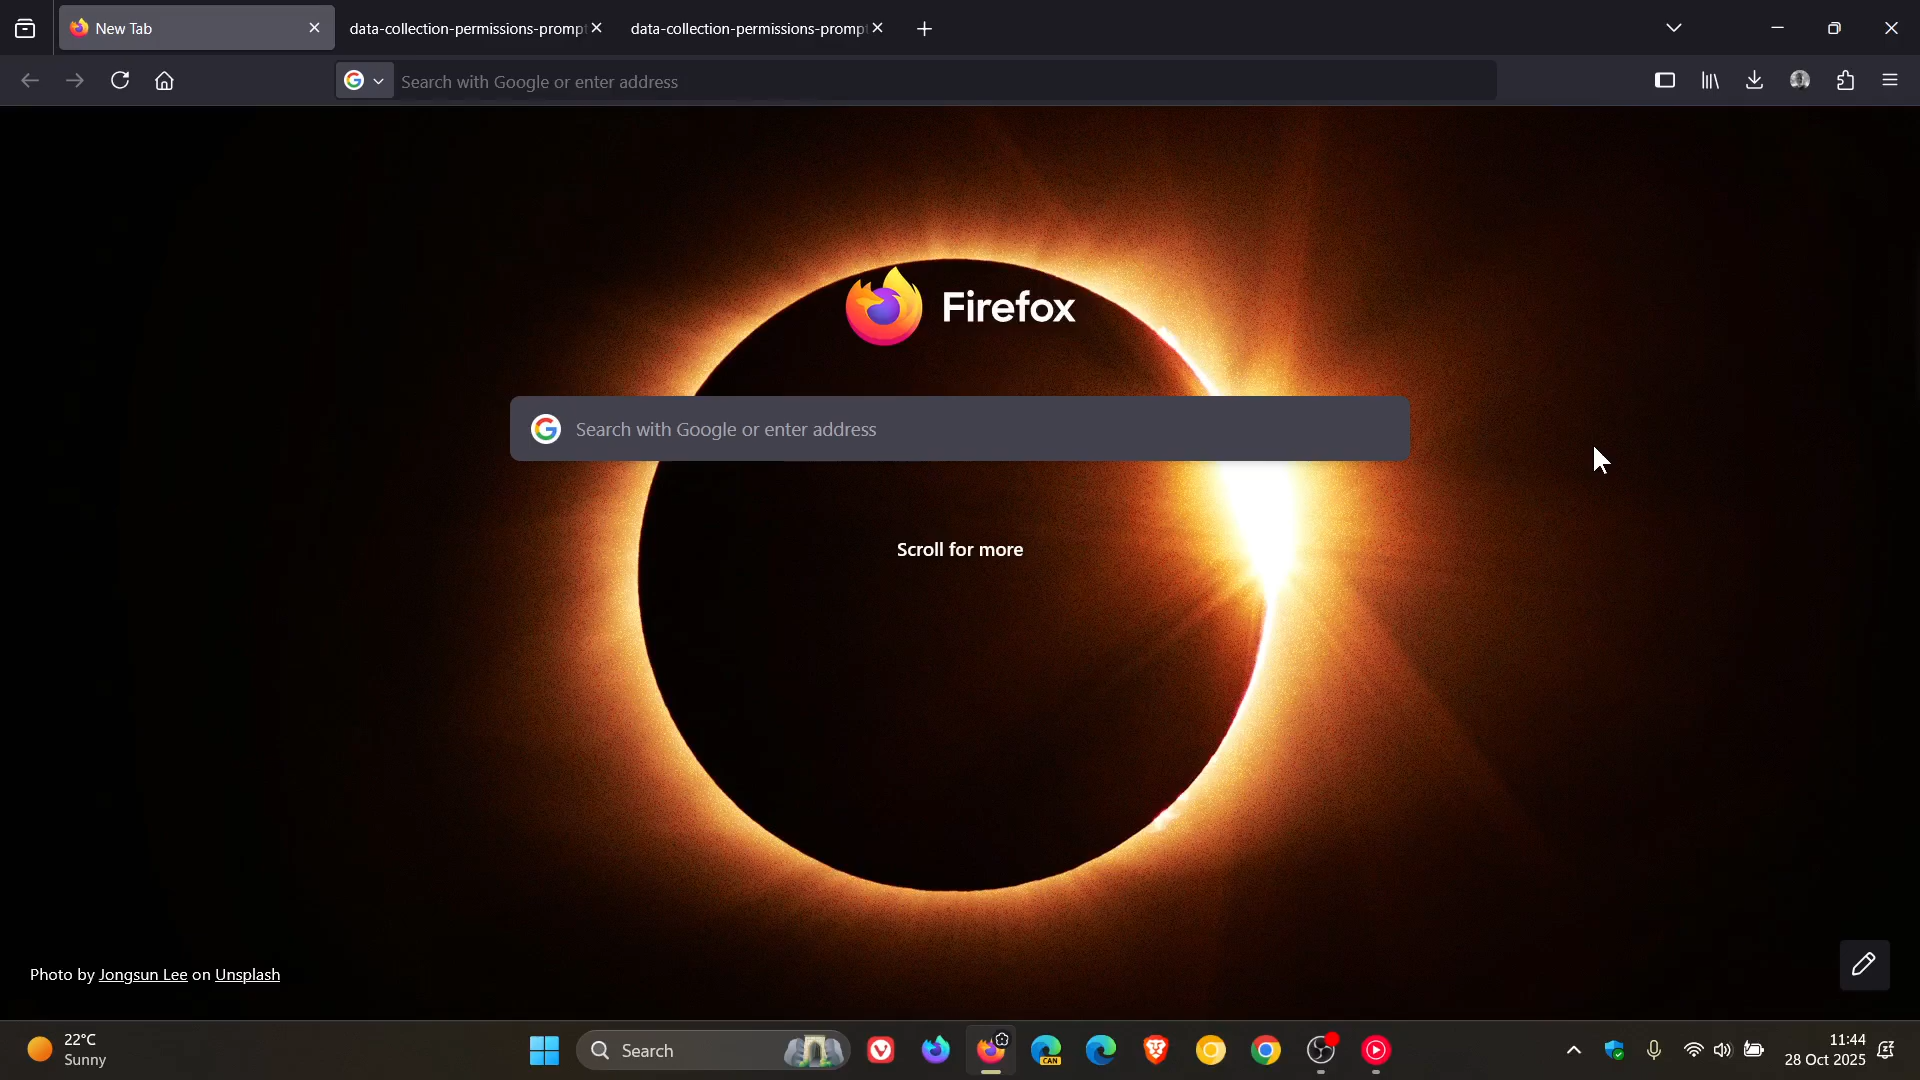 New Tab
data-collection-permissions-promp
data-collection-permissions-promp
Search with Google or enter address
Firefox
Search with Google or enter address
Scroll for more
Photo by Jongsun Lee on Unsplash
22°C
Sunny
Search
CAN
11:44
28 Oct 2025